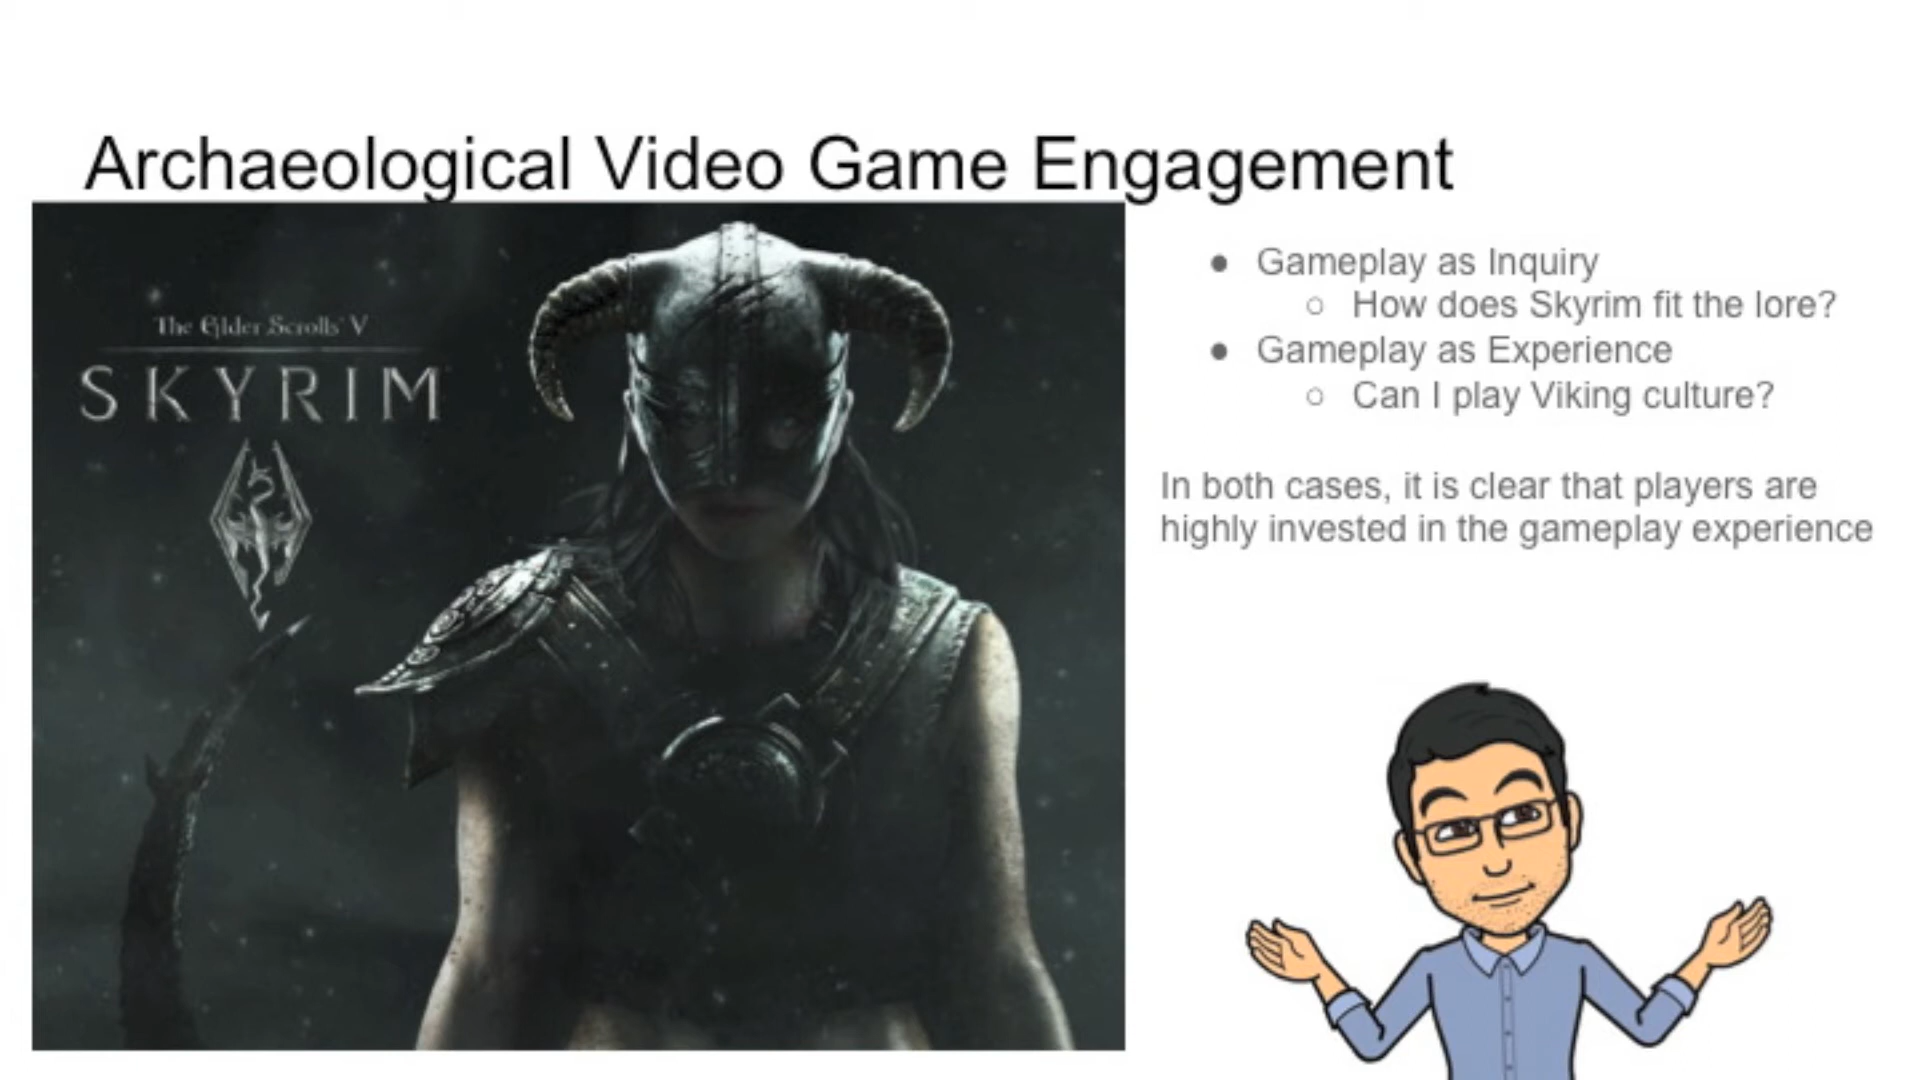 Archaeological Video Game Engagement
The Elder Scrolls V
SKYRIM
● Gameplay as Inquiry
○ How does Skyrim fit the lore?
● Gameplay as Experience
○ Can I play Viking culture?
In both cases, it is clear that players are
highly invested in the gameplay experience